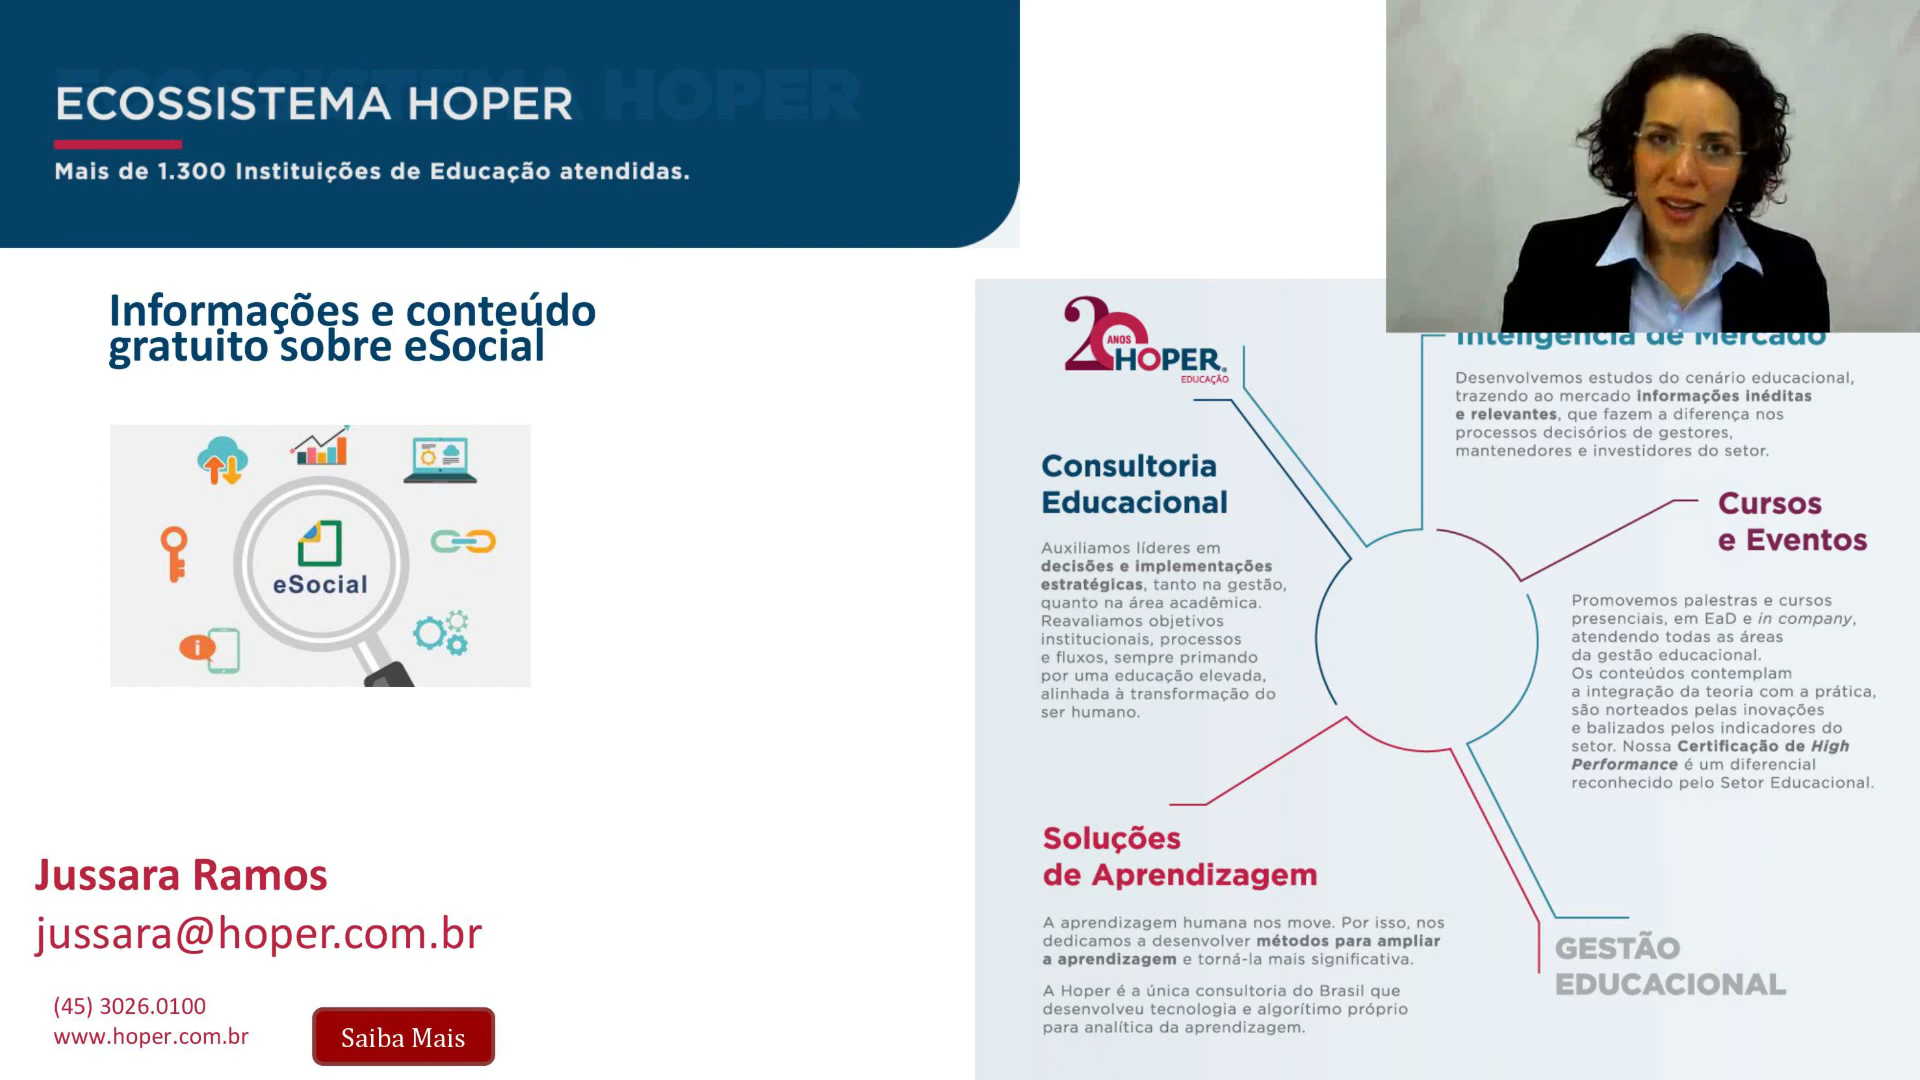 ECOSSISTEMA HOPER
HOPER
Mais de 1.300 Instituições de Educação atendidas.
Informações e conteúdo
gratuito sobre eSocial
eSocial
i
Jussara Ramos
jussara@hoper.com.br
(45) 3026.0100
www.hoper.com.br
Saiba Mais
20
ANOS
HOPER®
EDUCAÇÃO
Inteligência de Mercado
Desenvolvemos estudos do cenário educacional,
trazendo ao mercado informações inéditas
e relevantes, que fazem a diferença nos
processos decisórios de gestores,
mantenedores e investidores do setor.
Consultoria
Educacional
Auxiliamos líderes em
decisões e implementações
estratégicas, tanto na gestão,
quanto na área acadêmica.
Reavaliamos objetivos
institucionais, processos
e fluxos, sempre primando
por uma educação elevada,
alinhada à transformação do
ser humano.
Cursos
e Eventos
Promovemos palestras e cursos
presenciais, em EaD e in company,
atendendo todas as áreas
da gestão educacional.
Os conteúdos contemplam
a integração da teoria com a prática,
são norteados pelas inovações
e balizados pelos indicadores do
setor. Nossa Certificação de High
Performance é um diferencial
reconhecido pelo Setor Educacional.
Soluções
de Aprendizagem
A aprendizagem humana nos move. Por isso, nos
dedicamos a desenvolver métodos para ampliar
a aprendizagem e torná-la mais significativa.
A Hoper é a única consultoria do Brasil que
desenvolveu tecnologia e algorítimo próprio
para analítica da aprendizagem.
GESTÃO
EDUCACIONAL